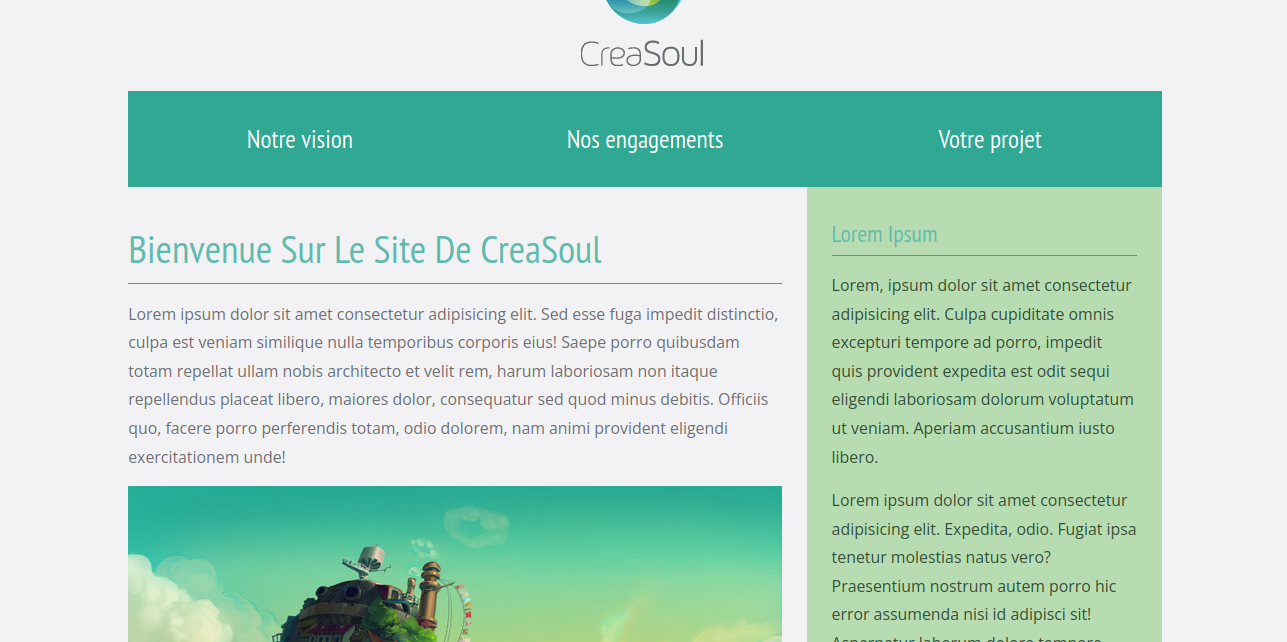 CreaSoul
Notre vision
Nos engagements
Votre projet
Bienvenue Sur Le Site De CreaSoul
Lorem ipsum dolor sit amet consectetur adipisicing elit. Sed esse fuga impedit distinctio,
culpa est veniam similique nulla temporibus corporis eius! Saepe porro quibusdam
totam repellat ullam nobis architecto et velit rem, harum laboriosam non itaque
repellendus placeat libero, maiores dolor, consequatur sed quod minus debitis. Officiis
quo, facere porro perferendis totam, odio dolorem, nam animi provident eligendi
exercitationem unde!
Lorem Ipsum
Lorem, ipsum dolor sit amet consectetur
adipisicing elit. Culpa cupiditate omnis
excepturi tempore ad porro, impedit
quis provident expedita est odit sequi
eligendi laboriosam dolorum voluptatum
ut veniam. Aperiam accusantium iusto
libero.
Lorem ipsum dolor sit amet consectetur
adipisicing elit. Expedita, odio. Fugiat ipsa
tenetur molestias natus vero?
Praesentium nostrum autem porro hic
error assumenda nisi id adipisci sit!
Aspernatur laborum dolore tempore